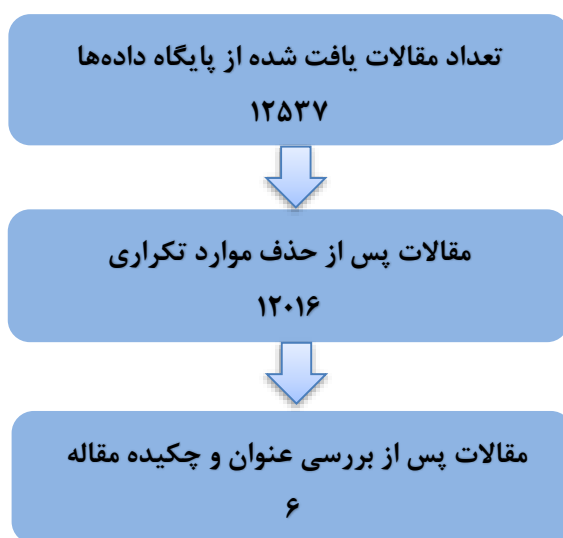 تعداد مقالات یافت شده از پایگاه داده‌ها
۱۲۵۳۷
مقالات پس از حذف موارد تکراری
۱۲۰۱۶
مقالات پس از بررسی عنوان و چکیده مقاله
۶